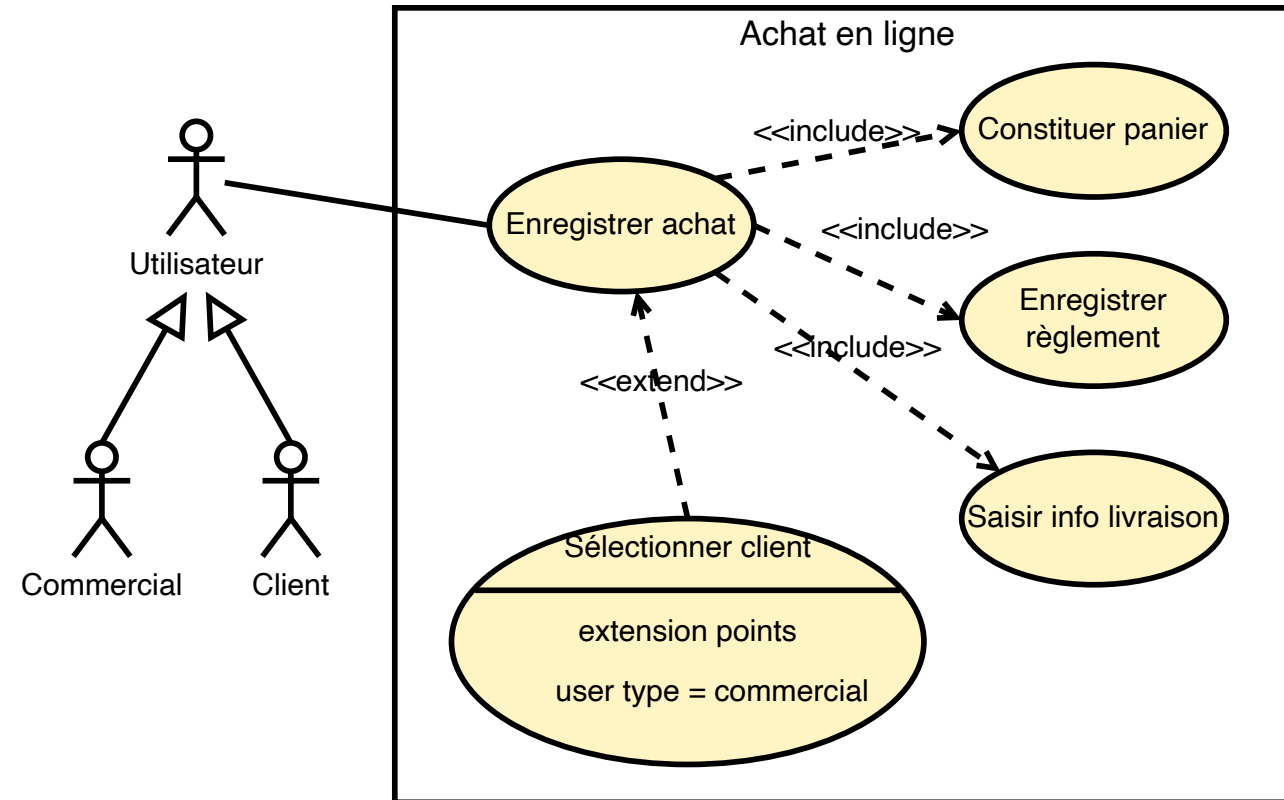 Achat en ligne
<<include>>
Constituer panier
Enregistrer achat
<<include>>
Utilisateur
Enregistrer
règlement
<<include>>
<<extend>>
Saisir info livraison
Sélectionner client
Commercial
Client
extension points
user type = commercial